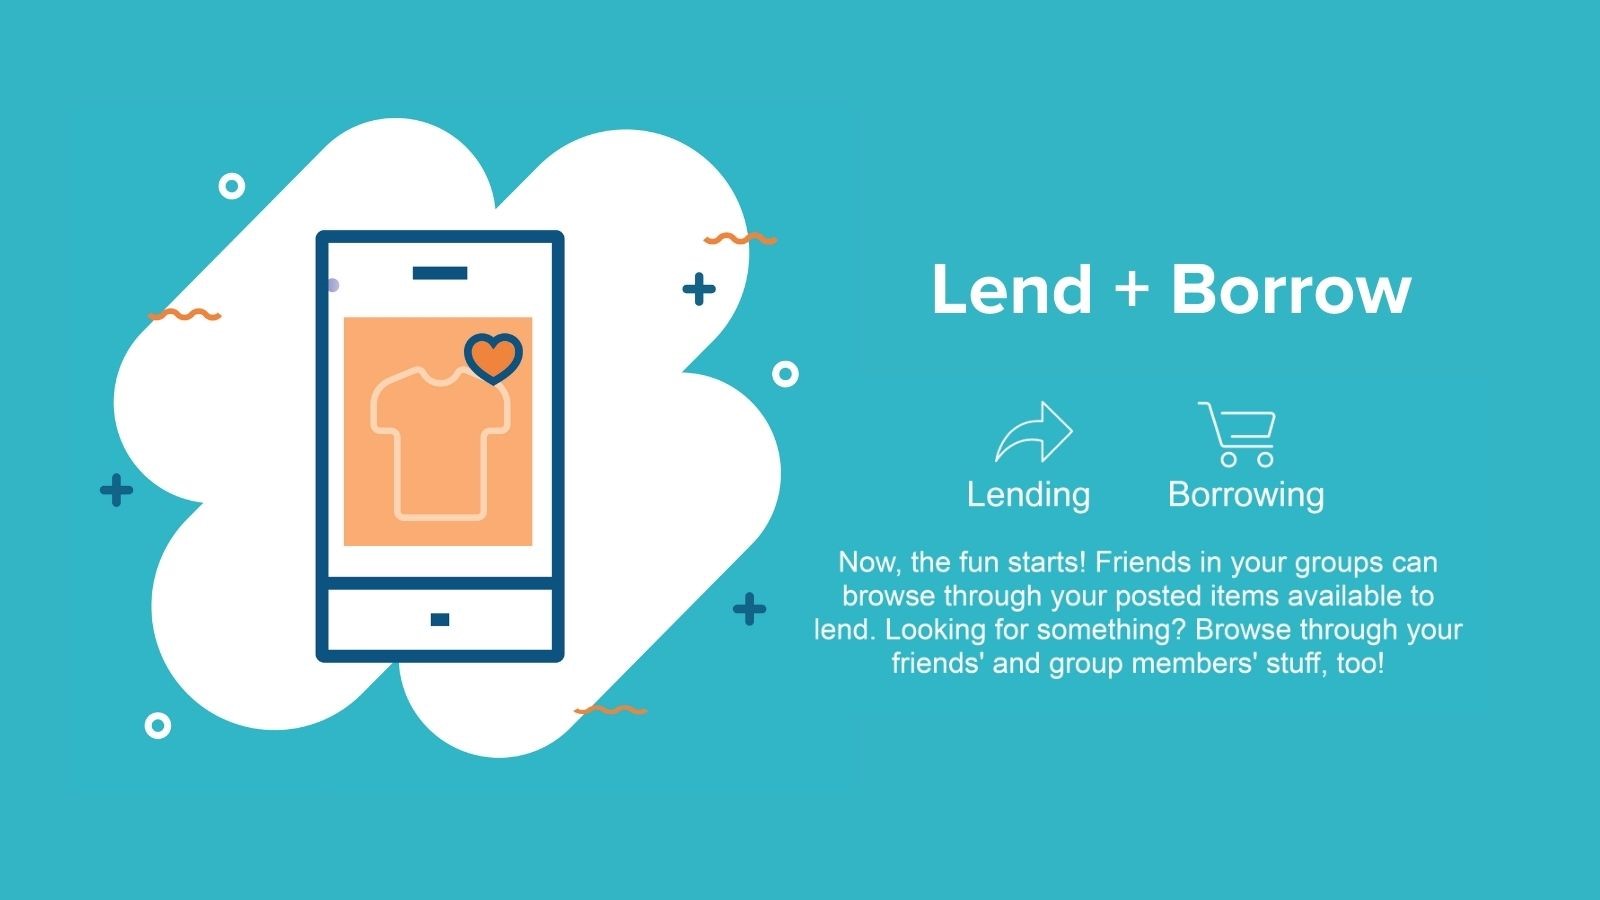 Lend + Borrow
Lending
Borrowing
Now, the fun starts! Friends in your groups can
browse through your posted items available to
lend. Looking for something? Browse through your
friends' and group members' stuff, too!